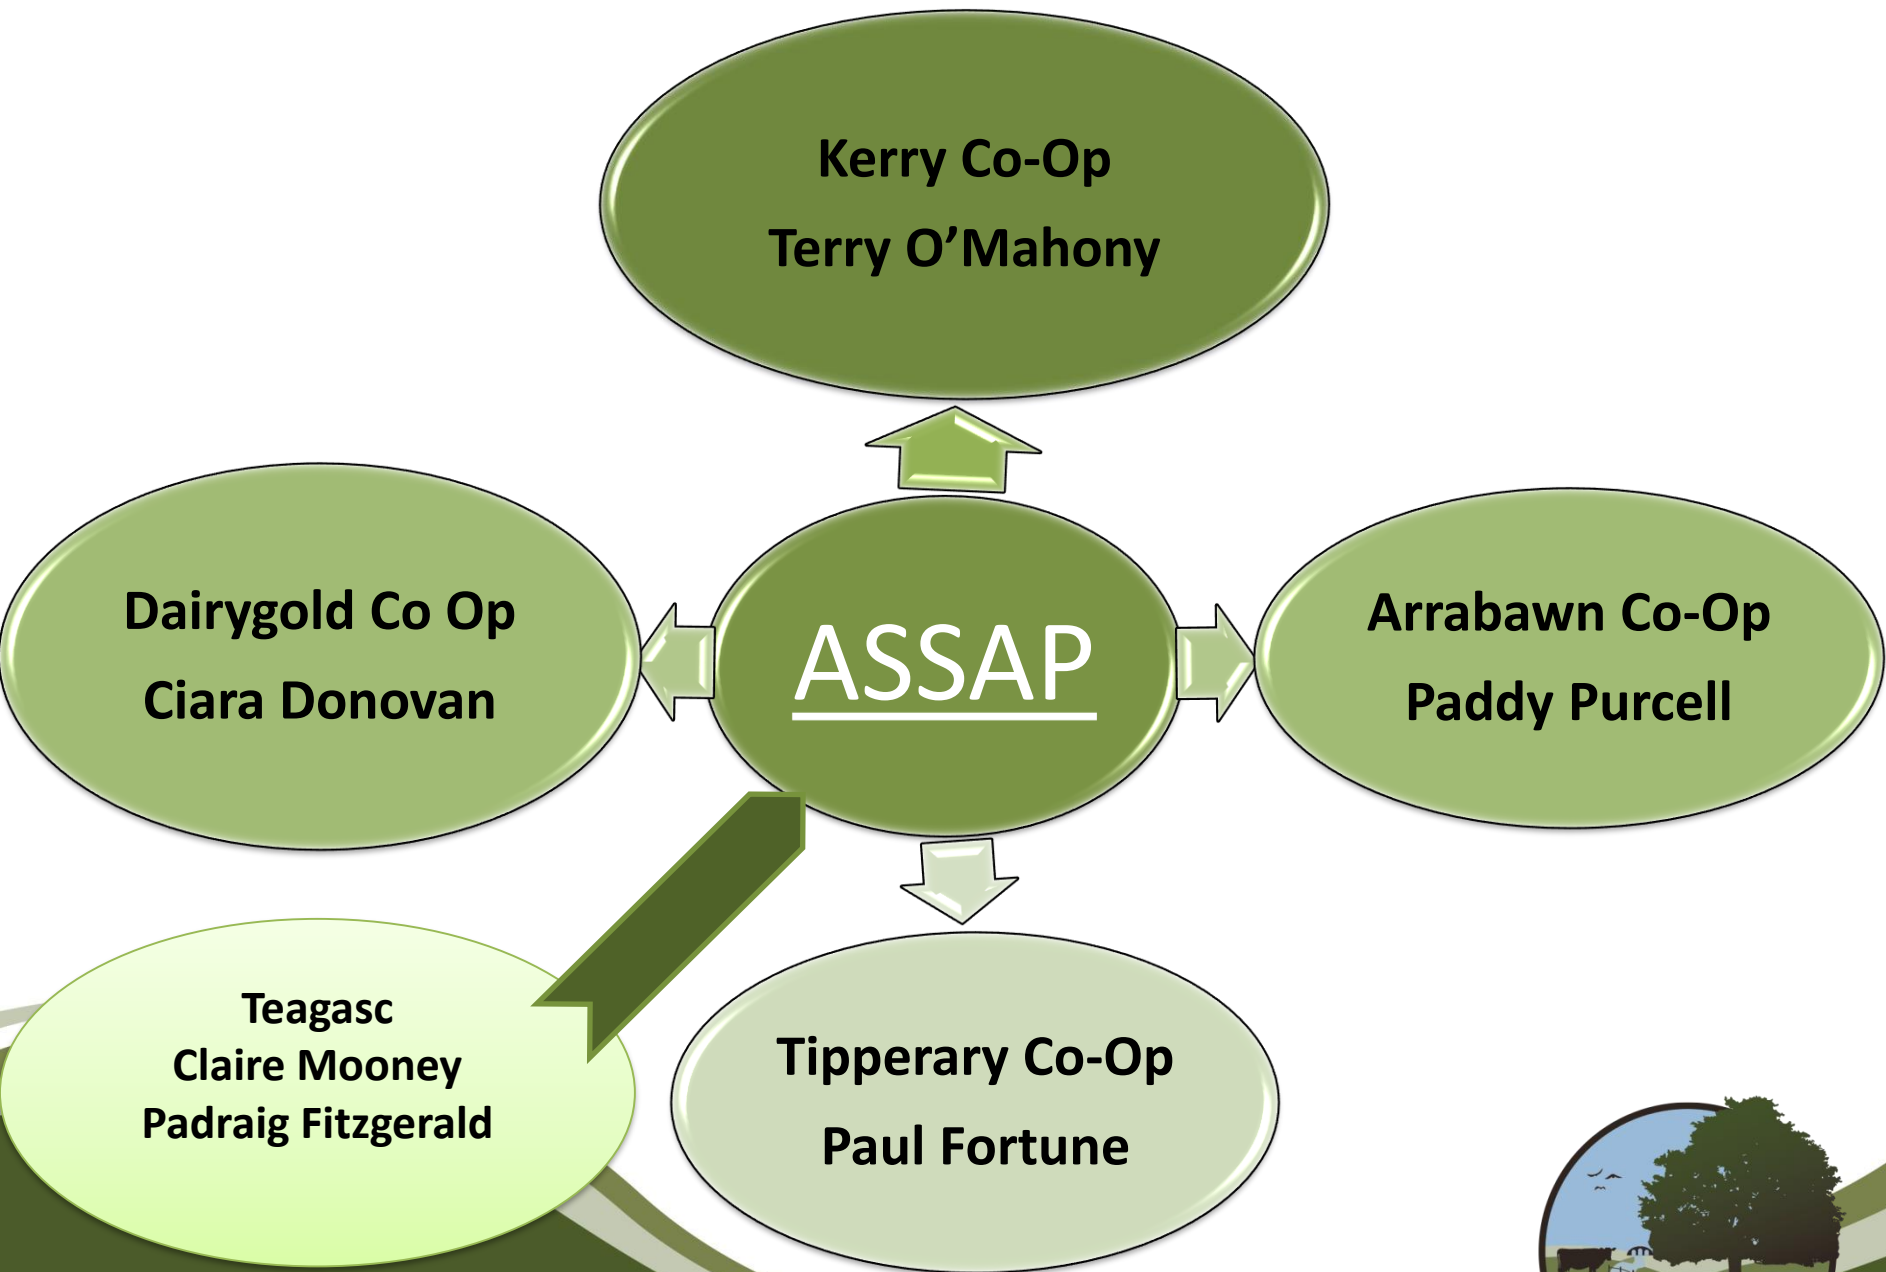 Kerry Co-Op
Terry O’Mahony
Dairygold Co Op
Ciara Donovan
ASSAP
Arrabawn Co-Op
Paddy Purcell
Teagasc
Claire Mooney
Padraig Fitzgerald
Tipperary Co-Op
Paul Fortune